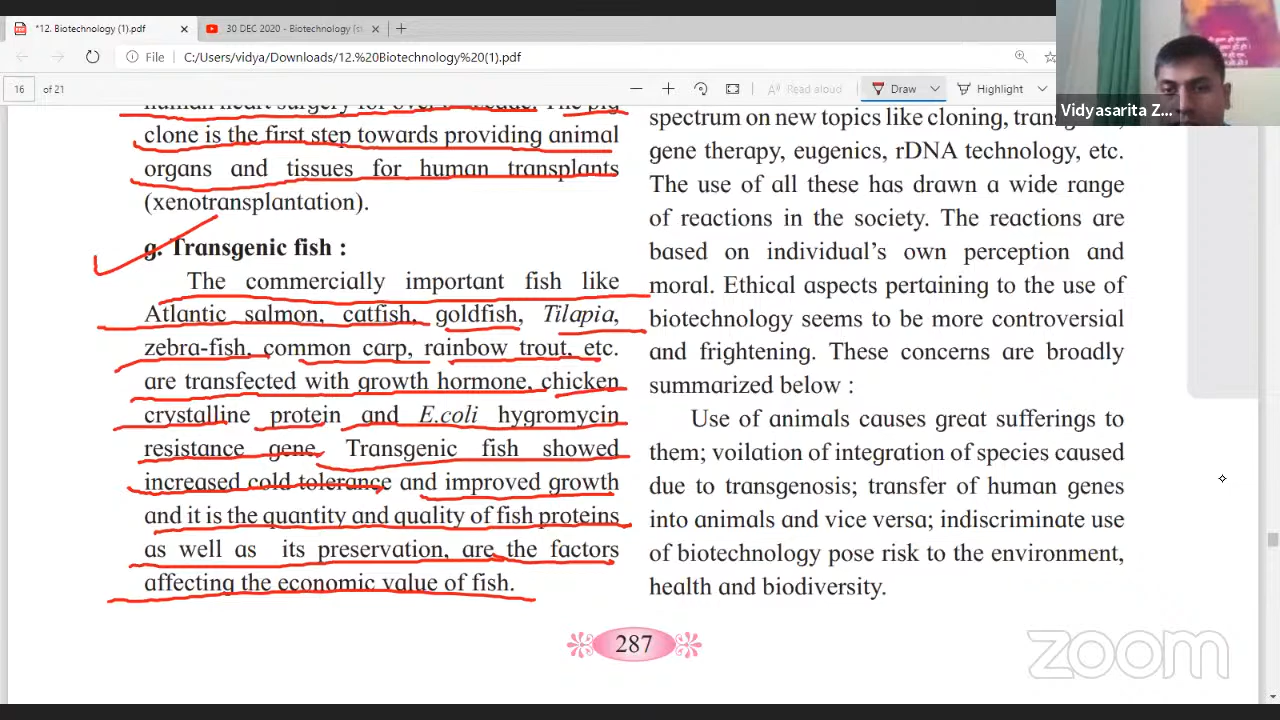 *12. Biotechnology (1).pdf
30 DEC 2020 - Biotechnology (st
File
C:/Users/vidya/Downloads/12.%20Biotechnology%20(1).pdf
16 of 21
Read aloud
Draw
Highlight
Vidyasarita Z...
human heart surgery for over The pig
clone is the first step towards providing animal
organs and tissues for human transplants
(xenotransplantation).
g. Transgenic fish :
The commercially important fish like
Atlantic salmon, catfish, goldfish, Tilapia,
zebra-fish, common carp, rainbow trout, etc.
are transfected with growth hormone, chicken
crystalline protein and E.coli hygromycin
resistance gene. Transgenic fish showed
increased cold tolerance and improved growth
and it is the quantity and quality of fish proteins
as well as its preservation, are the factors
affecting the economic value of fish.
spectrum on new topics like cloning,
gene therapy, eugenics, rDNA technology, etc.
The use of all these has drawn a wide range
of reactions in the society. The reactions are
based on individual's own perception and
moral. Ethical aspects pertaining to the use of
biotechnology seems to be more controversial
and frightening. These concerns are broadly
summarized below :
Use of animals causes great sufferings to
them; voilation of integration of species caused
due to transgenosis; transfer of human genes
into animals and vice versa; indiscriminate use
of biotechnology pose risk to the environment,
health and biodiversity.
287
zoom